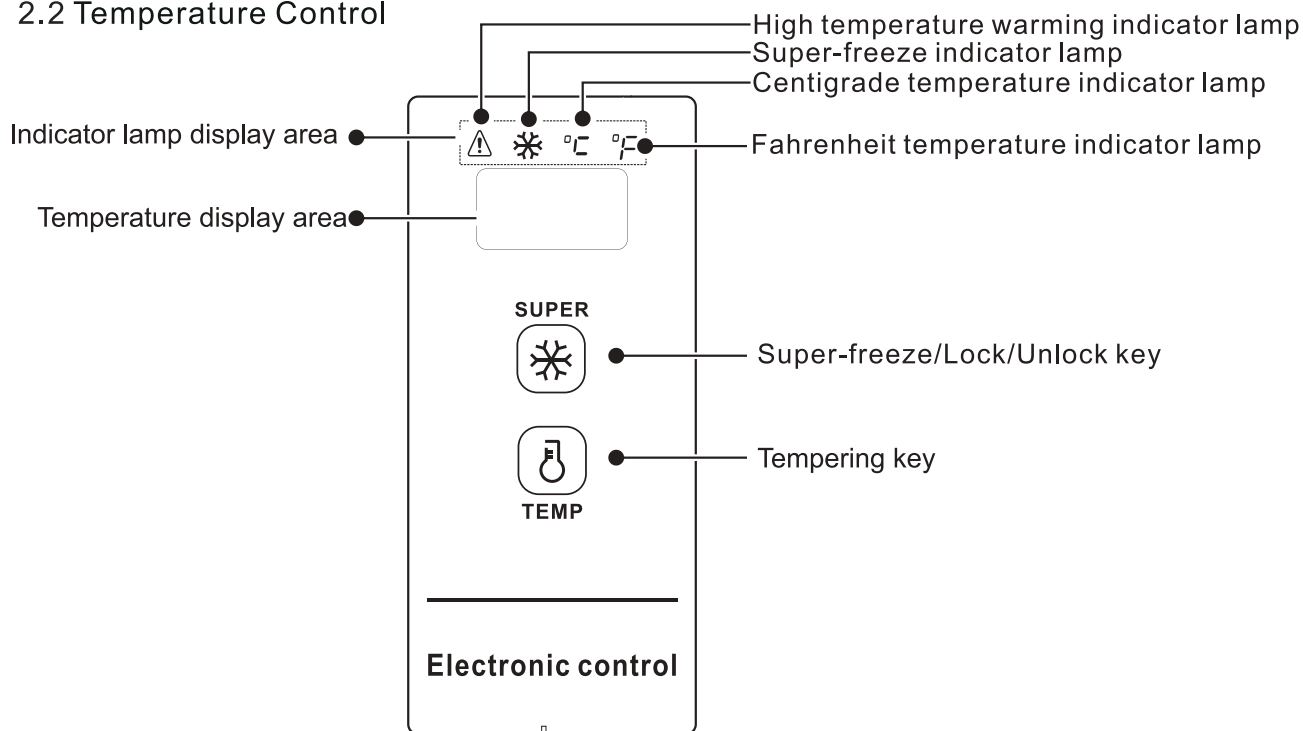 2.2 Temperature Control
High temperature warming indicator lamp
Super-freeze indicator lamp
Centigrade temperature indicator lamp
Indicator lamp display area
°C °F
Fahrenheit temperature indicator lamp
Temperature display area
SUPER
Super-freeze/Lock/Unlock key
Tempering key
TEMP
Electronic control